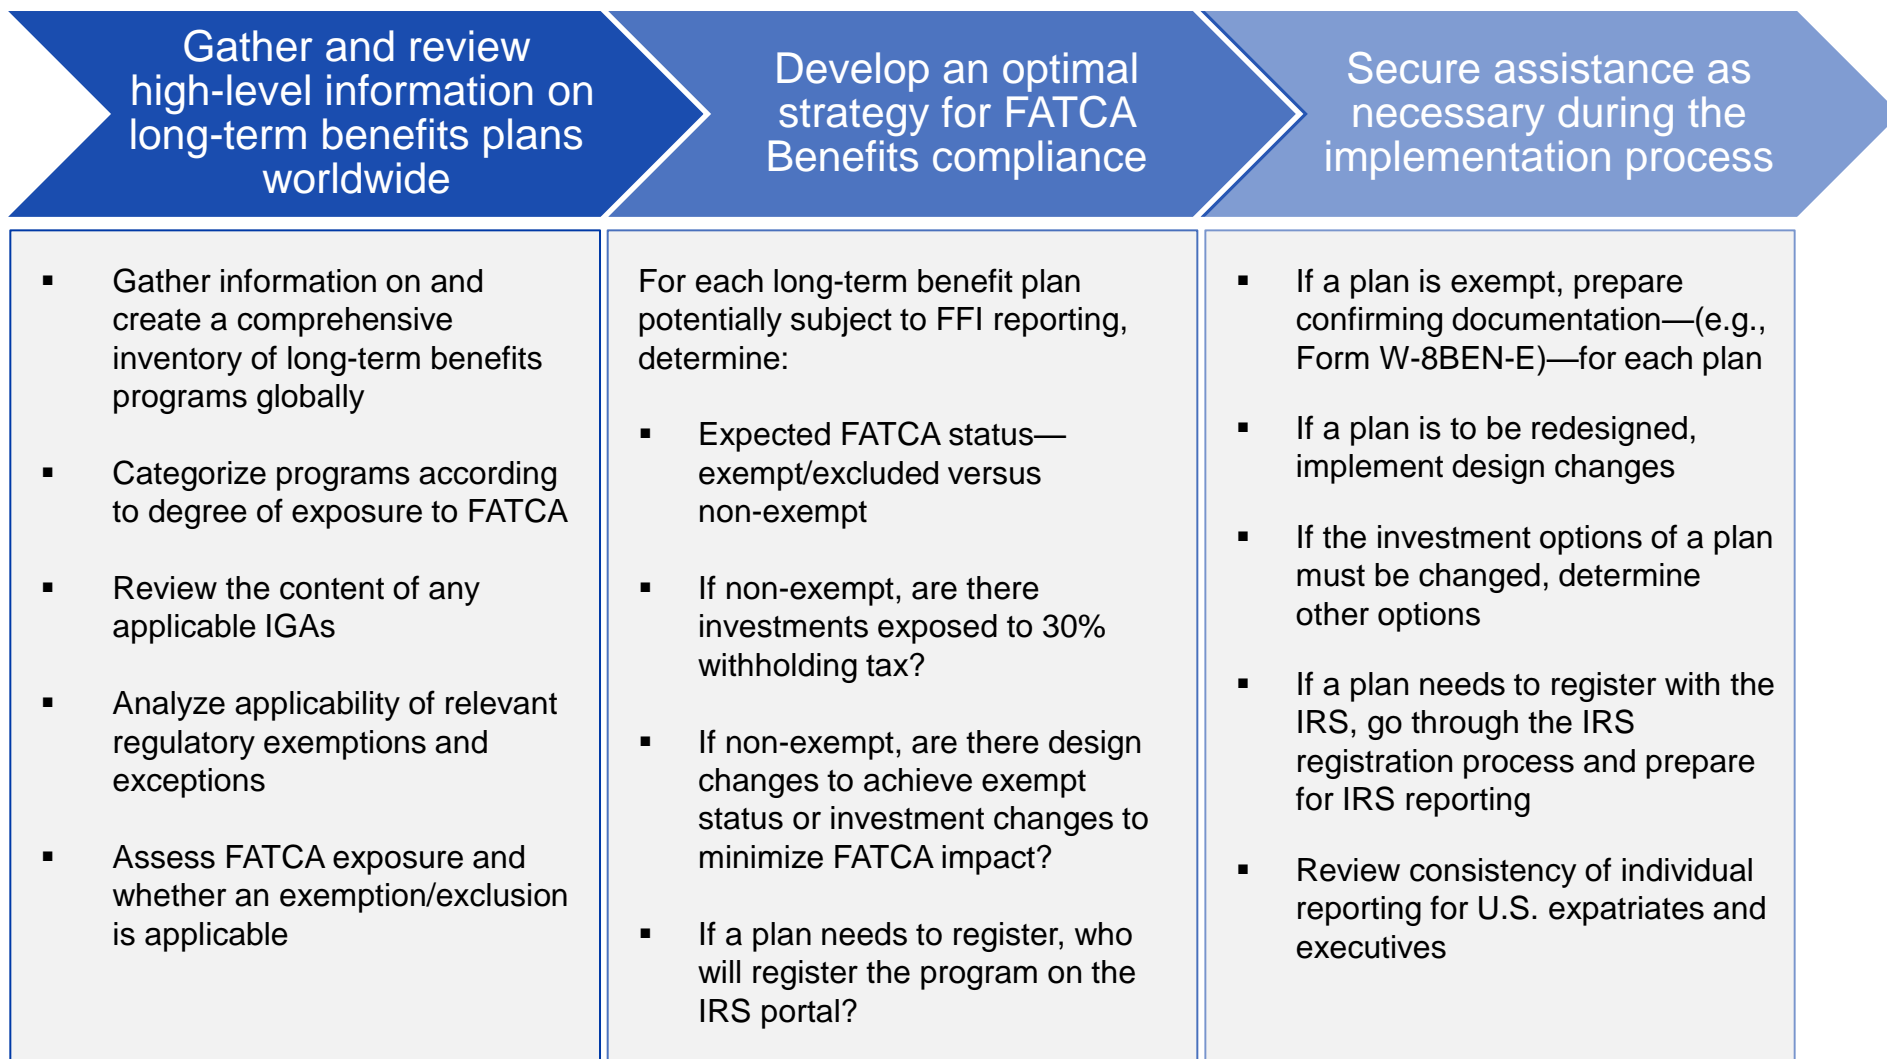 Gather and review
high-level information on
long-term benefits plans
worldwide
Develop an optimal
strategy for FATCA
Benefits compliance
Secure assistance as
necessary during the
implementation process
▪ Gather information on and
create a comprehensive
inventory of long-term benefits
programs globally
▪ Categorize programs according
to degree of exposure to FATCA
▪ Review the content of any
applicable IGAs
▪ Analyze applicability of relevant
regulatory exemptions and
exceptions
▪ Assess FATCA exposure and
whether an exemption/exclusion
is applicable
For each long-term benefit plan
potentially subject to FFI reporting,
determine:
▪ Expected FATCA status—
exempt/excluded versus
non-exempt
▪ If non-exempt, are there
investments exposed to 30%
withholding tax?
▪ If non-exempt, are there design
changes to achieve exempt
status or investment changes to
minimize FATCA impact?
▪ If a plan needs to register, who
will register the program on the
IRS portal?
▪ If a plan is exempt, prepare
confirming documentation—(e.g.,
Form W-8BEN-E)—for each plan
▪ If a plan is to be redesigned,
implement design changes
▪ If the investment options of a plan
must be changed, determine
other options
▪ If a plan needs to register with the
IRS, go through the IRS
registration process and prepare
for IRS reporting
▪ Review consistency of individual
reporting for U.S. expatriates and
executives